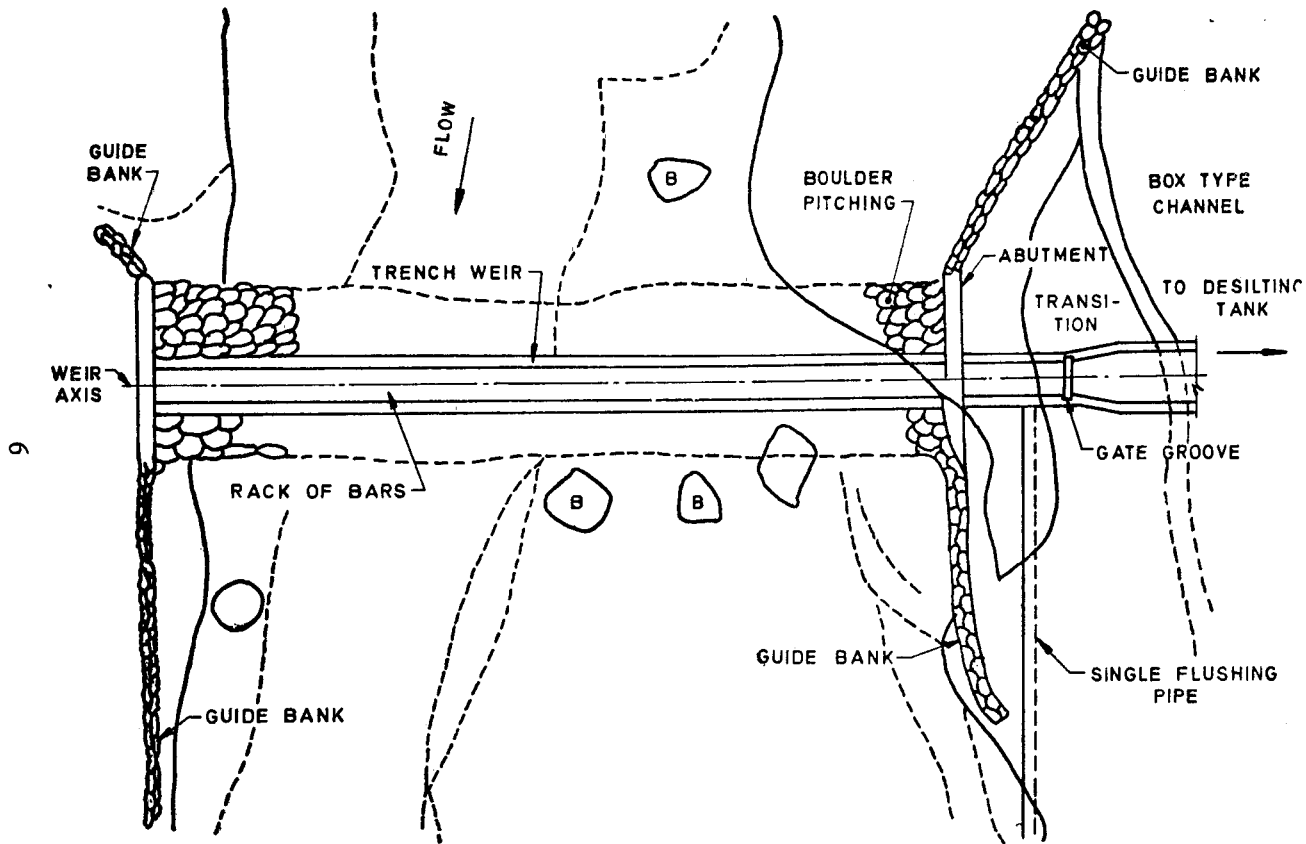 GUIDE BANK
FLOW
GUIDE
BANK
B
BOULDER
PITCHING
BOX TYPE
CHANNEL
TRENCH WEIR
ABUTMENT
TRANSI-
TION
TO DESILTING
TANK
WEIR
AXIS
9
RACK OF BARS
GATE GROOVE
B
B
GUIDE BANK
SINGLE FLUSHING
PIPE
GUIDE BANK